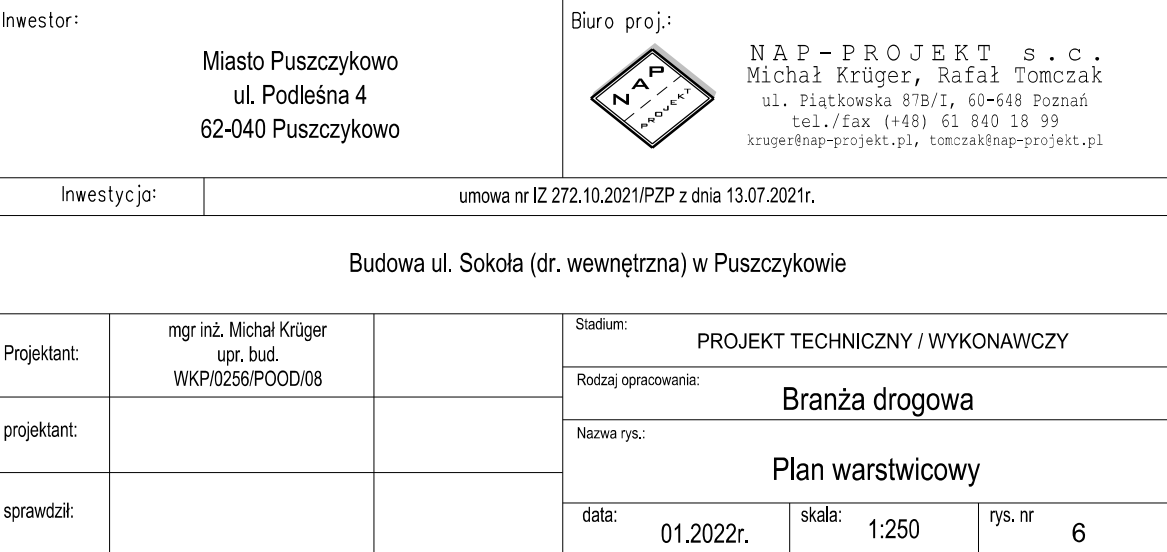 Inwestor:
Miasto Puszczykowo
ul. Podleśna 4
62-040 Puszczykowo
Biuro proj.:
NAP
PROJEKT
NAP-PROJEKT s.c.
Michał Krüger, Rafał Tomczak
ul. Piątkowska 87B/I, 60-648 Poznań
tel./fax (+48) 61 840 18 99
kruger@nap-projekt.pl, tomczak@nap-projekt.pl
Inwestycja:
umowa nr IZ 272.10.2021/PZP z dnia 13.07.2021r.
Budowa ul. Sokoła (dr. wewnętrzna) w Puszczykowie
Projektant:
mgr inż. Michał Krüger
upr. bud.
WKP/0256/POOD/08
projektant:
sprawdził:
Stadium:
PROJEKT TECHNICZNY / WYKONAWCZY
Rodzaj opracowania:
Branża drogowa
Nazwa rys.:
Plan warstwicowy
data: 01.2022r.
skala: 1:250
rys. nr 6